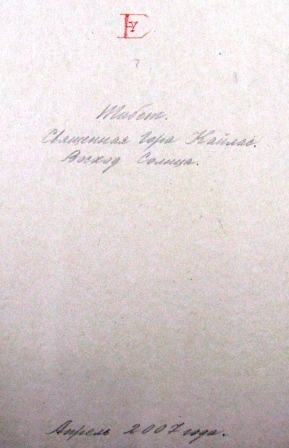 Тибет.
Священная Гора Кайлас.
Восход Солнца.
Апрель 2007 года.